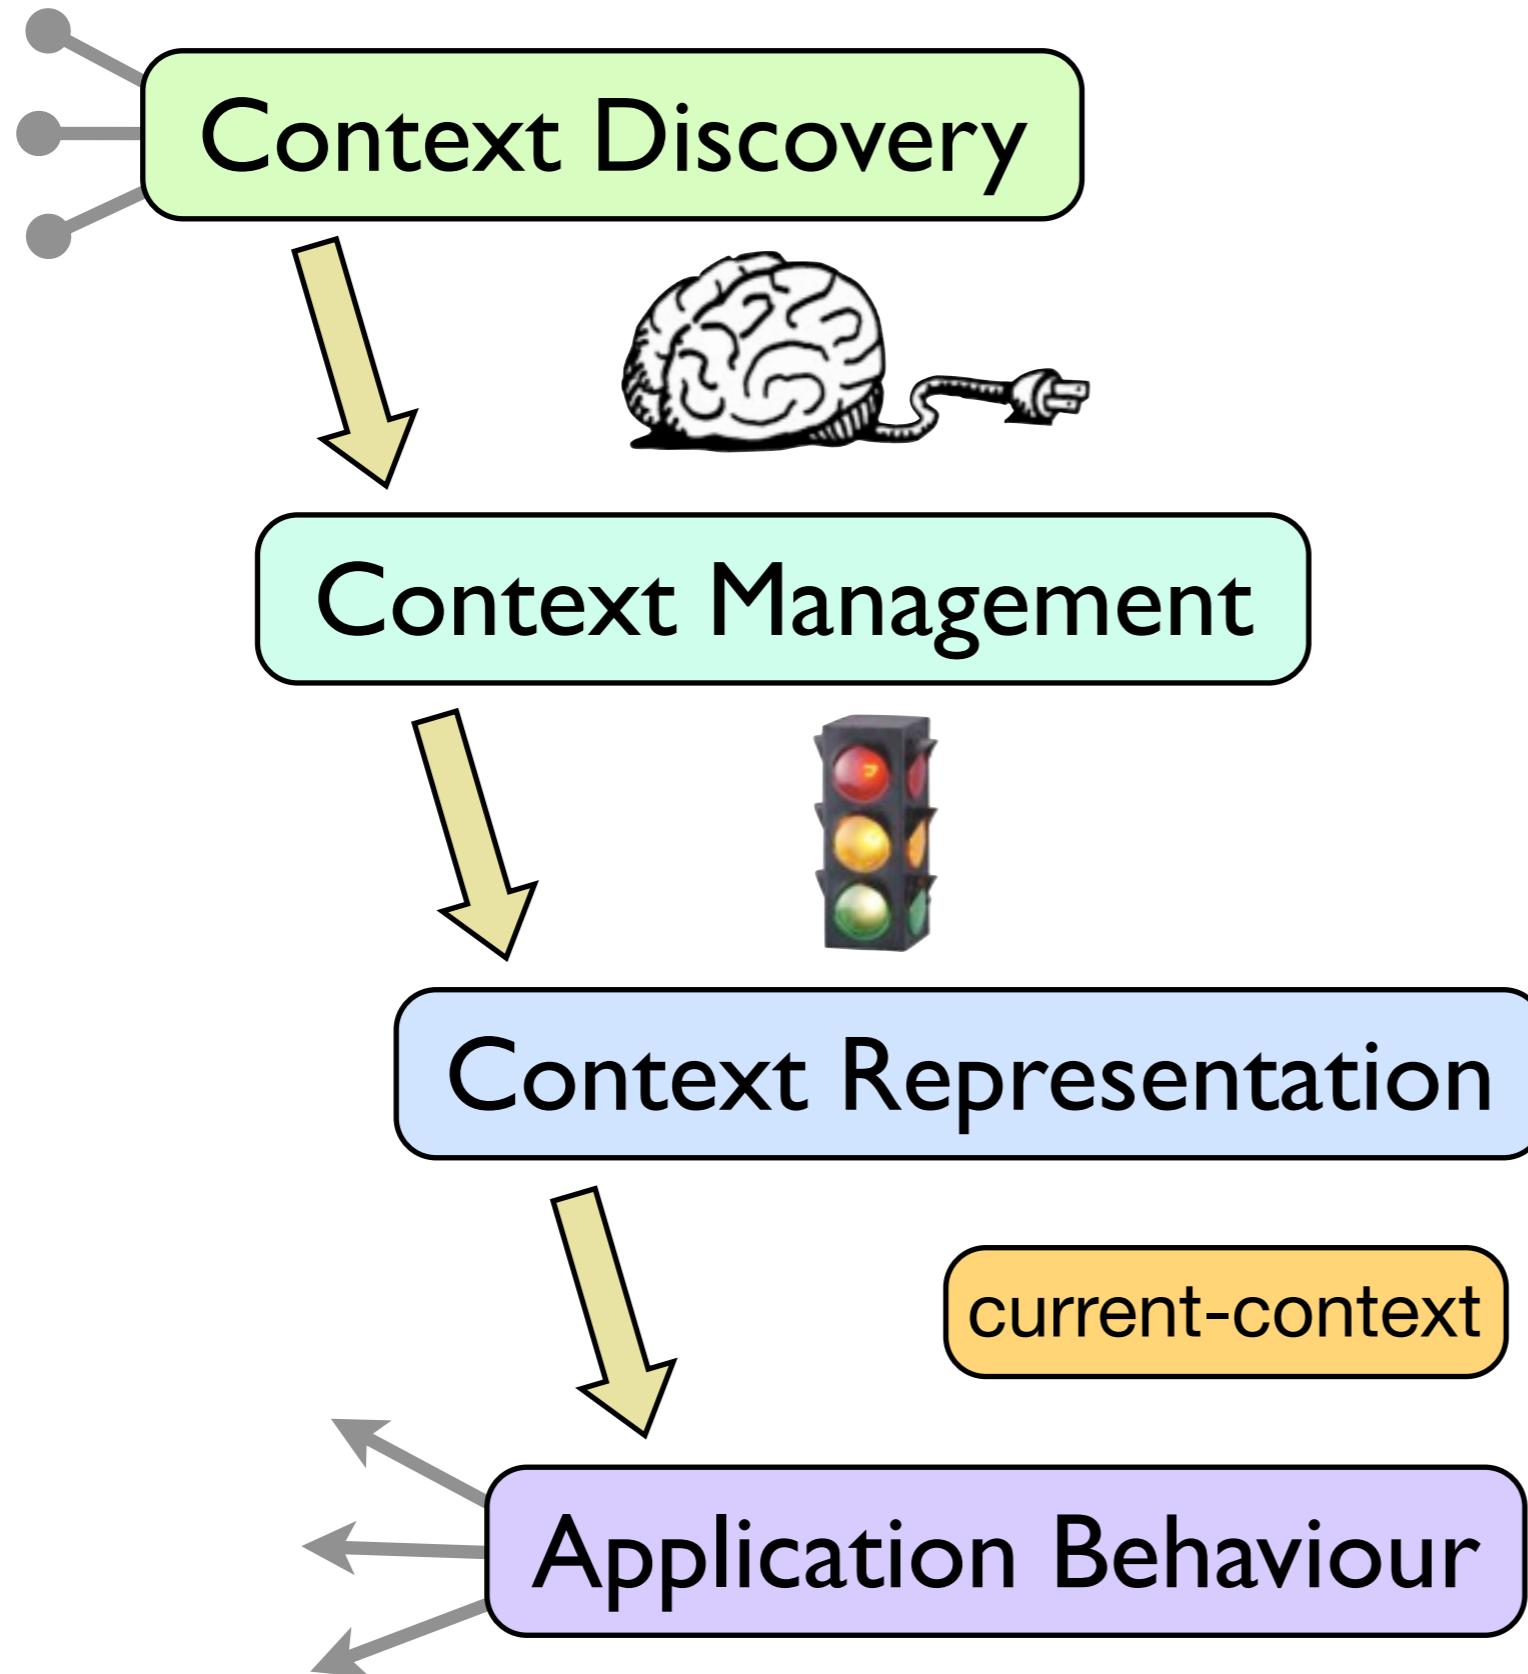 Context Discovery
Context Management
Context Representation
current-context
Application Behaviour